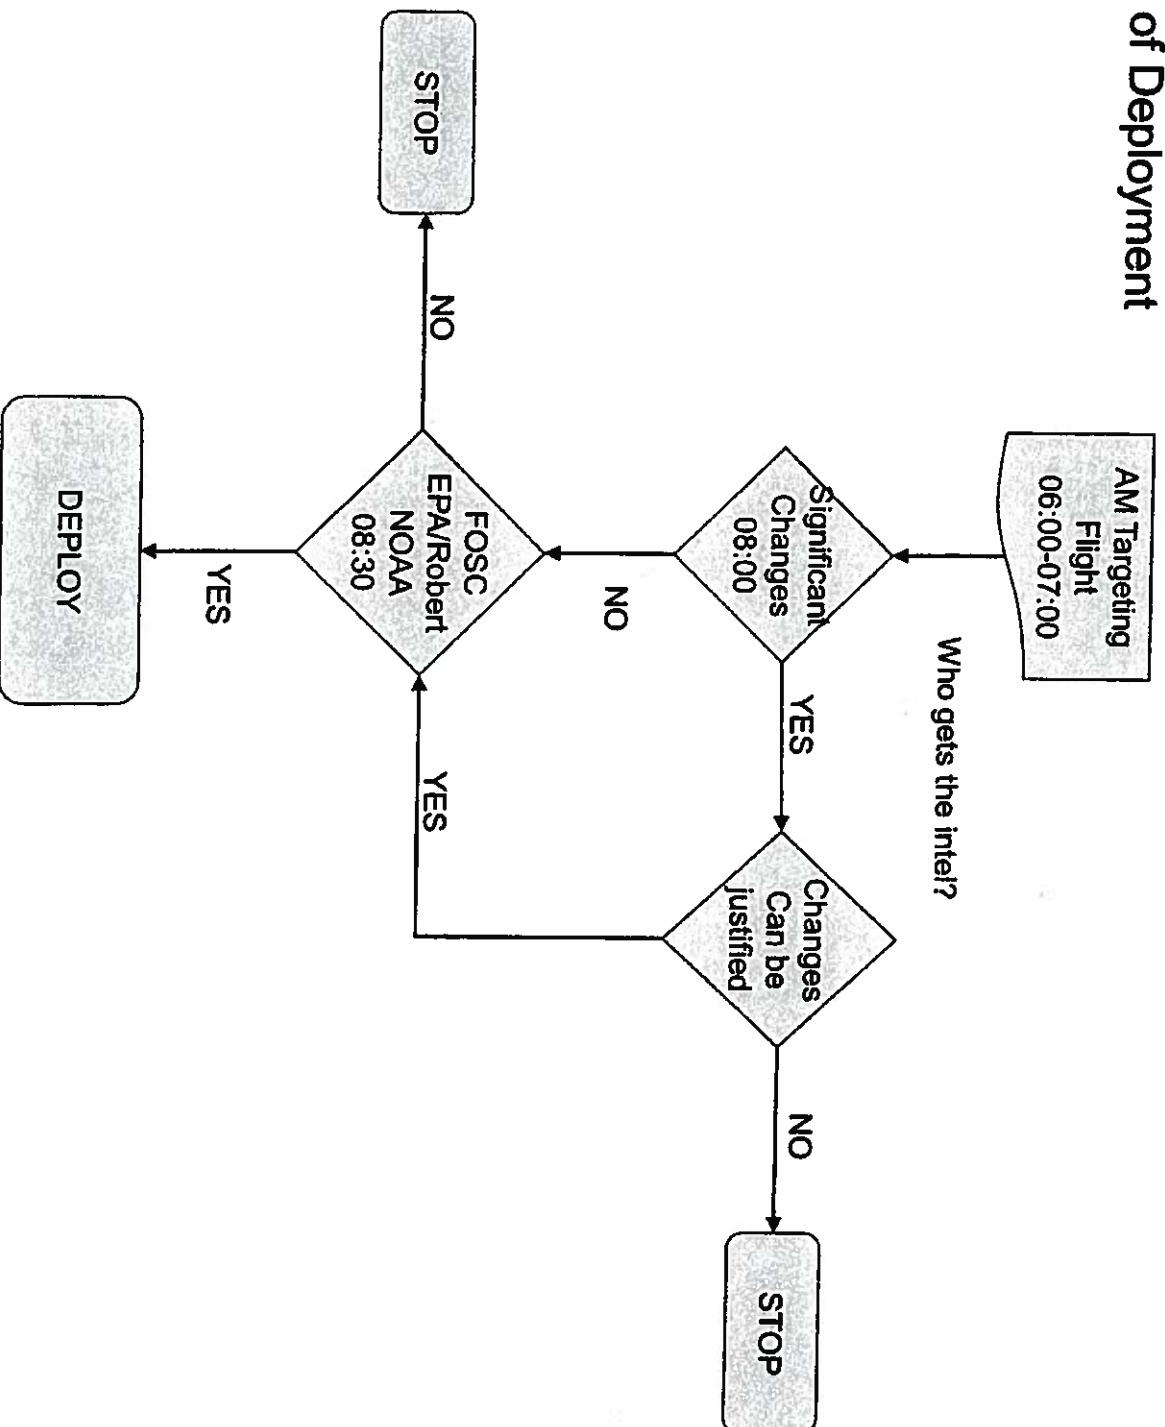 of Deployment
AM Targeting
Flight
06:00-07:00
Who gets the intel?
Significant
Changes
08:00
YES
Changes
Can be
justified
NO
STOP
NO
YES
FOSC
EPA/Robert
NOAA
08:30
NO
STOP
YES
DEPLOY